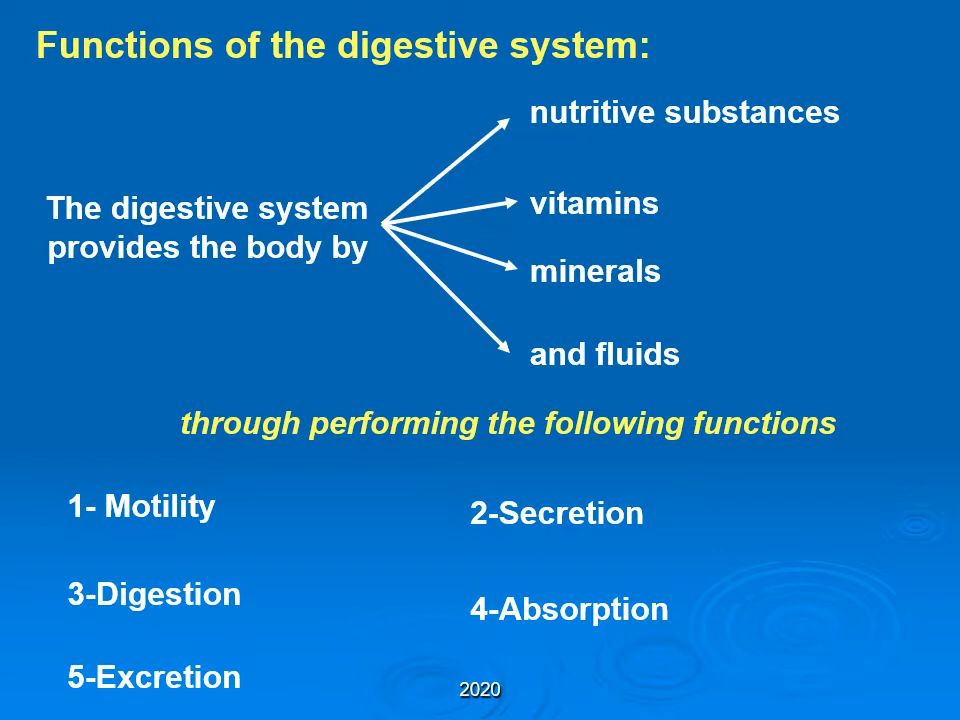 Functions of the digestive system:
nutritive substances
The digestive system
provides the body by
vitamins
minerals
and fluids
through performing the following functions
1- Motility
2-Secretion
3-Digestion
4-Absorption
5-Excretion
2020